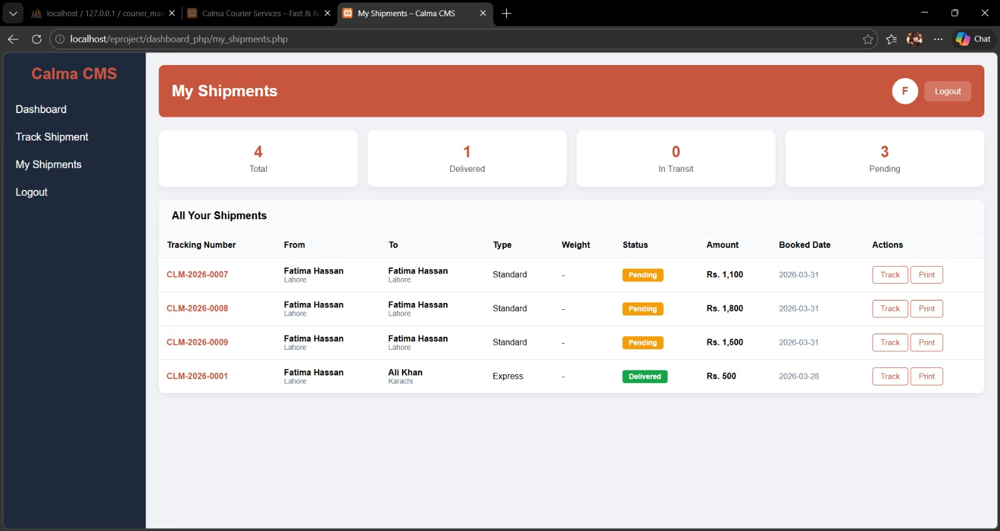 localhost / 127.0.0.1 / courier_man
Calma Courier Services – Fast & Re
My Shipments – Calma CMS
localhost/eproject/dashboard_php/my_shipments.php
Chat
Calma CMS
Dashboard
Track Shipment
My Shipments
Logout
My Shipments
F
Logout
4
Total
1
Delivered
0
In Transit
3
Pending
All Your Shipments
Tracking Number From To Type Weight Status Amount Booked Date Actions
CLM-2026-0007 Fatima Hassan Fatima Hassan Standard - Pending Rs. 1,100 2026-03-31 Track Print
Lahore Lahore
CLM-2026-0008 Fatima Hassan Fatima Hassan Standard - Pending Rs. 1,800 2026-03-31 Track Print
Lahore Lahore
CLM-2026-0009 Fatima Hassan Fatima Hassan Standard - Pending Rs. 1,500 2026-03-31 Track Print
Lahore Lahore
CLM-2026-0001 Fatima Hassan Ali Khan Express - Delivered Rs. 500 2026-03-28 Track Print
Lahore Karachi